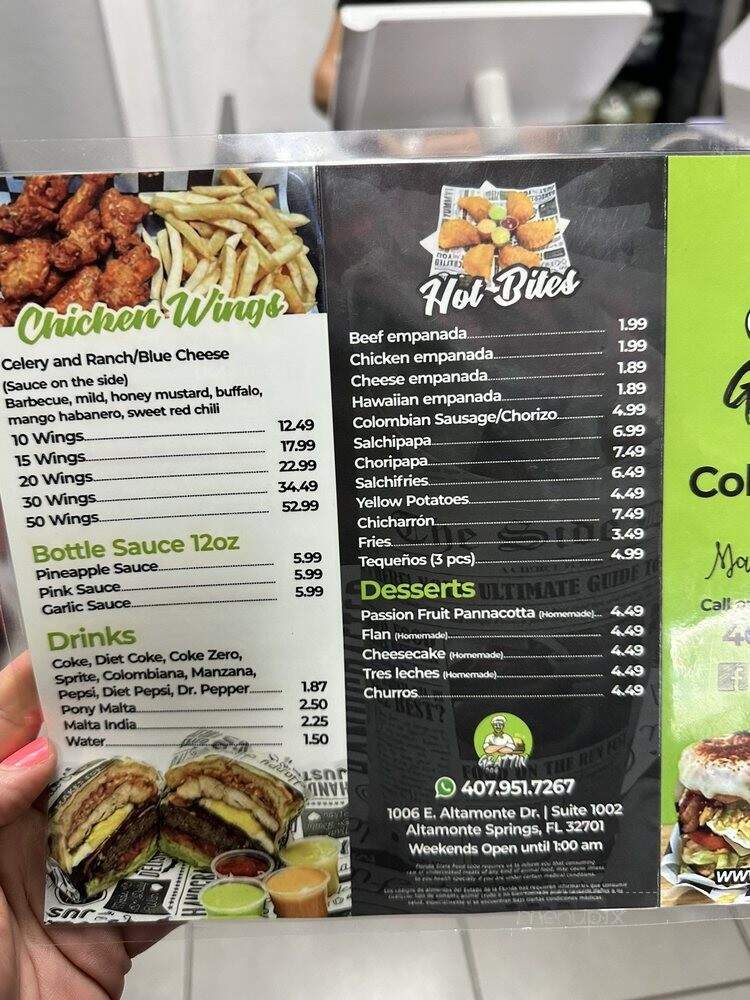 Chicken Wings
Celery and Ranch/Blue Cheese
(Sauce on the side)
Barbecue, mild, honey mustard, buffalo,
mango habanero, sweet red chili
10 Wings 12.49
15 Wings 17.99
20 Wings 22.99
30 Wings 34.49
50 Wings 52.99
Bottle Sauce 12oz
Pineapple Sauce 5.99
Pink Sauce 5.99
Garlic Sauce 5.99
Drinks
Coke, Diet Coke, Coke Zero,
Sprite, Colombiana, Manzana,
Pepsi, Diet Pepsi, Dr. Pepper 1.87
Pony Malta 2.50
Malta India 2.25
Water 1.50
Hot Bites
Beef empanada 1.99
Chicken empanada 1.99
Cheese empanada 1.89
Hawaiian empanada 1.89
Colombian Sausage/Chorizo 4.99
Salchipapa 6.99
Choripapa 7.49
Salchifries 6.49
Yellow Potatoes 4.49
Chicharrón 7.49
Fries 3.49
Tequeños (3 pcs) 4.99
Desserts
Passion Fruit Pannacotta (Homemade) 4.49
Flan (Homemade) 4.49
Cheesecake (Homemade) 4.49
Tres leches (Homemade) 4.49
Churros 4.49
407.951.7267
1006 E. Altamonte Dr. | Suite 1002
Altamonte Springs, FL 32701
Weekends Open until 1:00 am
Col
Call
www